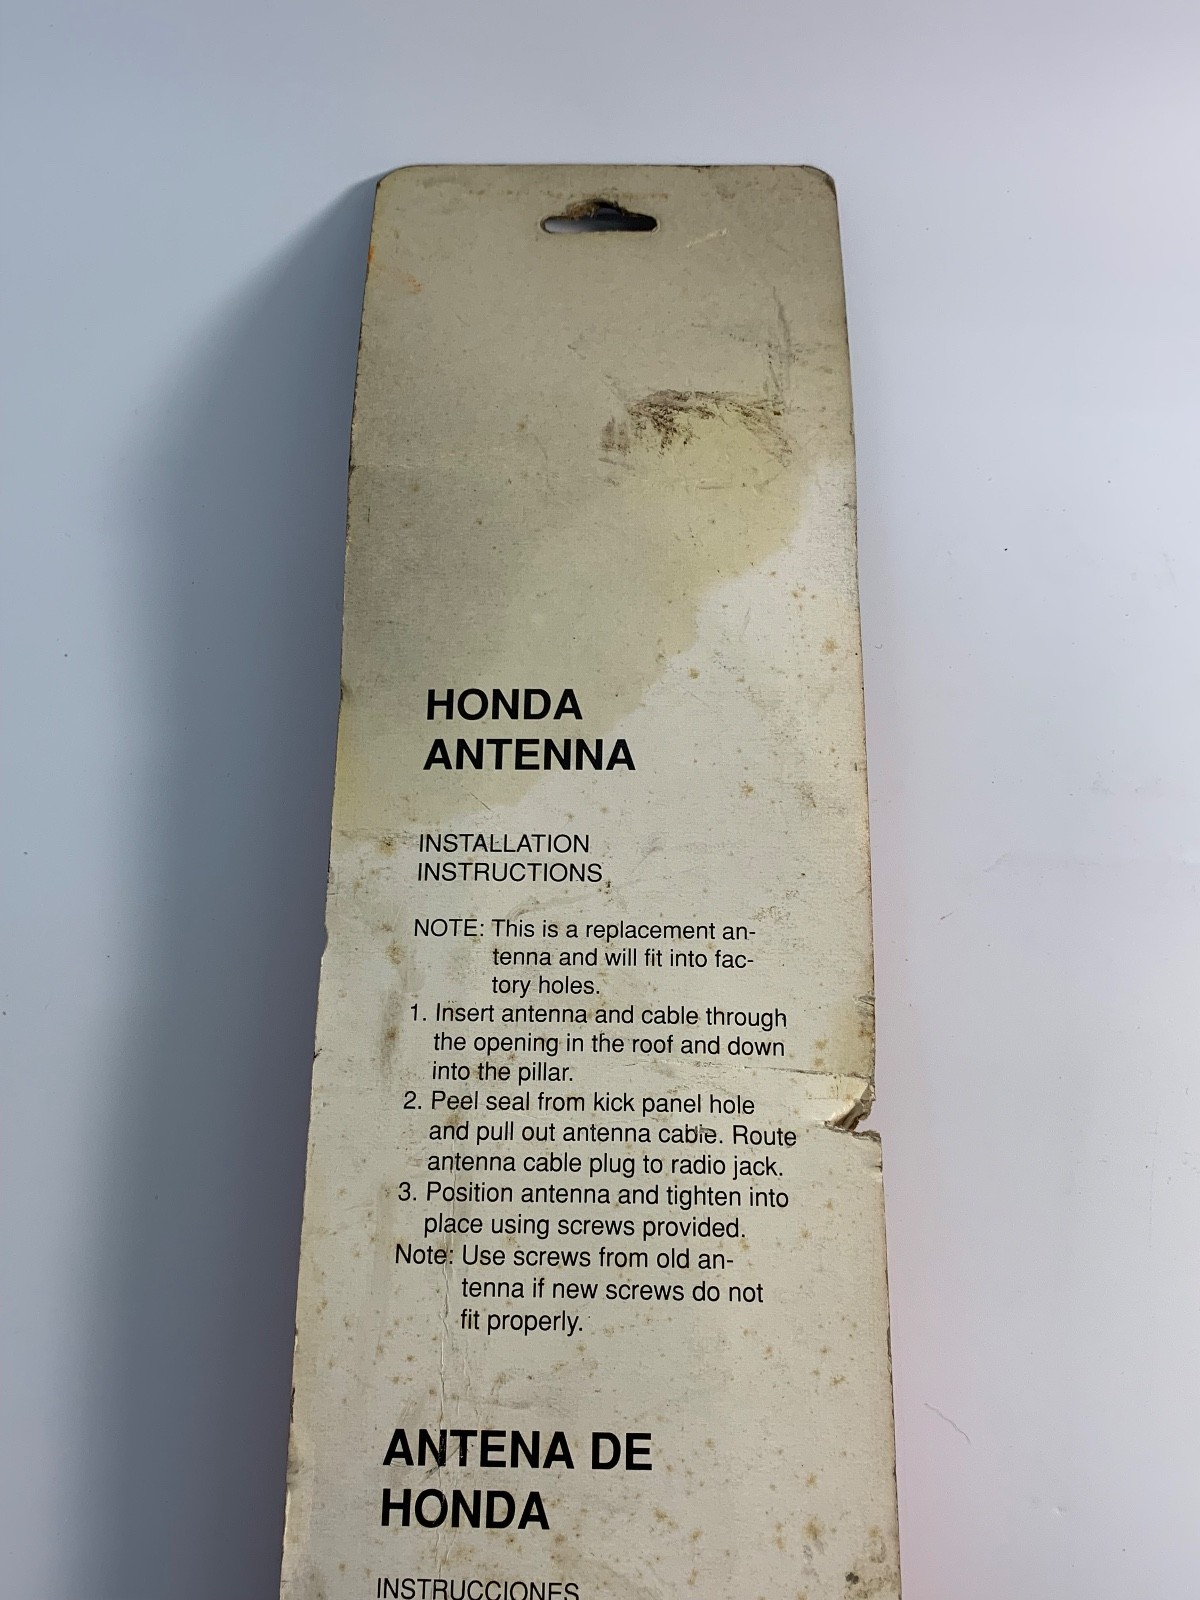 HONDA
ANTENNA
INSTALLATION
INSTRUCTIONS
NOTE: This is a replacement an-
tenna and will fit into fac-
tory holes.
1. Insert antenna and cable through
the opening in the roof and down
into the pillar.
2. Peel seal from kick panel hole
and pull out antenna cable. Route
antenna cable plug to radio jack.
3. Position antenna and tighten into
place using screws provided.
Note: Use screws from old an-
tenna if new screws do not
fit properly.
ANTENA DE
HONDA
INSTRUCCIONES